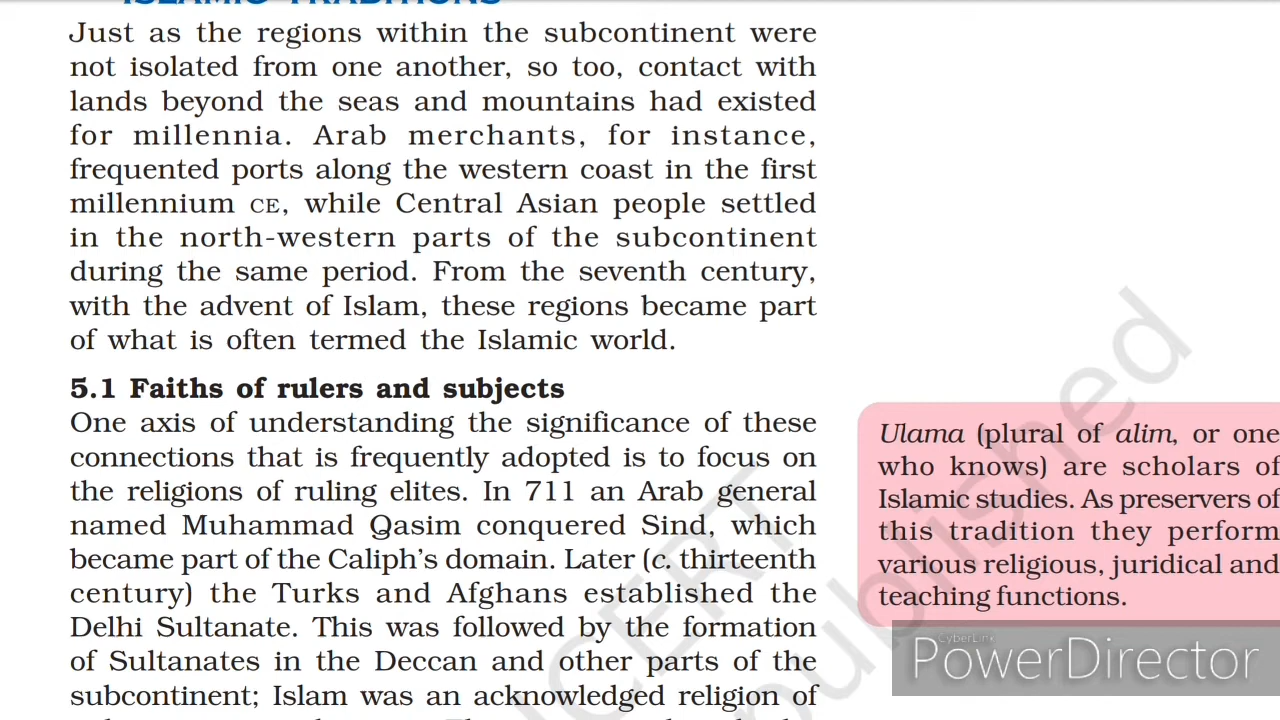 ISLAMIC TRADITIONS
Just as the regions within the subcontinent were
not isolated from one another, so too, contact with
lands beyond the seas and mountains had existed
for millennia. Arab merchants, for instance,
frequented ports along the western coast in the first
millennium CE, while Central Asian people settled
in the north-western parts of the subcontinent
during the same period. From the seventh century,
with the advent of Islam, these regions became part
of what is often termed the Islamic world.
5.1 Faiths of rulers and subjects
One axis of understanding the significance of these
connections that is frequently adopted is to focus on
the religions of ruling elites. In 711 an Arab general
named Muhammad Qasim conquered Sind, which
became part of the Caliph's domain. Later (c. thirteenth
century) the Turks and Afghans established the
Delhi Sultanate. This was followed by the formation
of Sultanates in the Deccan and other parts of the
subcontinent; Islam was an acknowledged religion of
Ulama (plural of alim, or one
who knows) are scholars of
Islamic studies. As preservers of
this tradition they perform
various religious, juridical and
teaching functions.
NCERT
published
CyberLink
PowerDirector